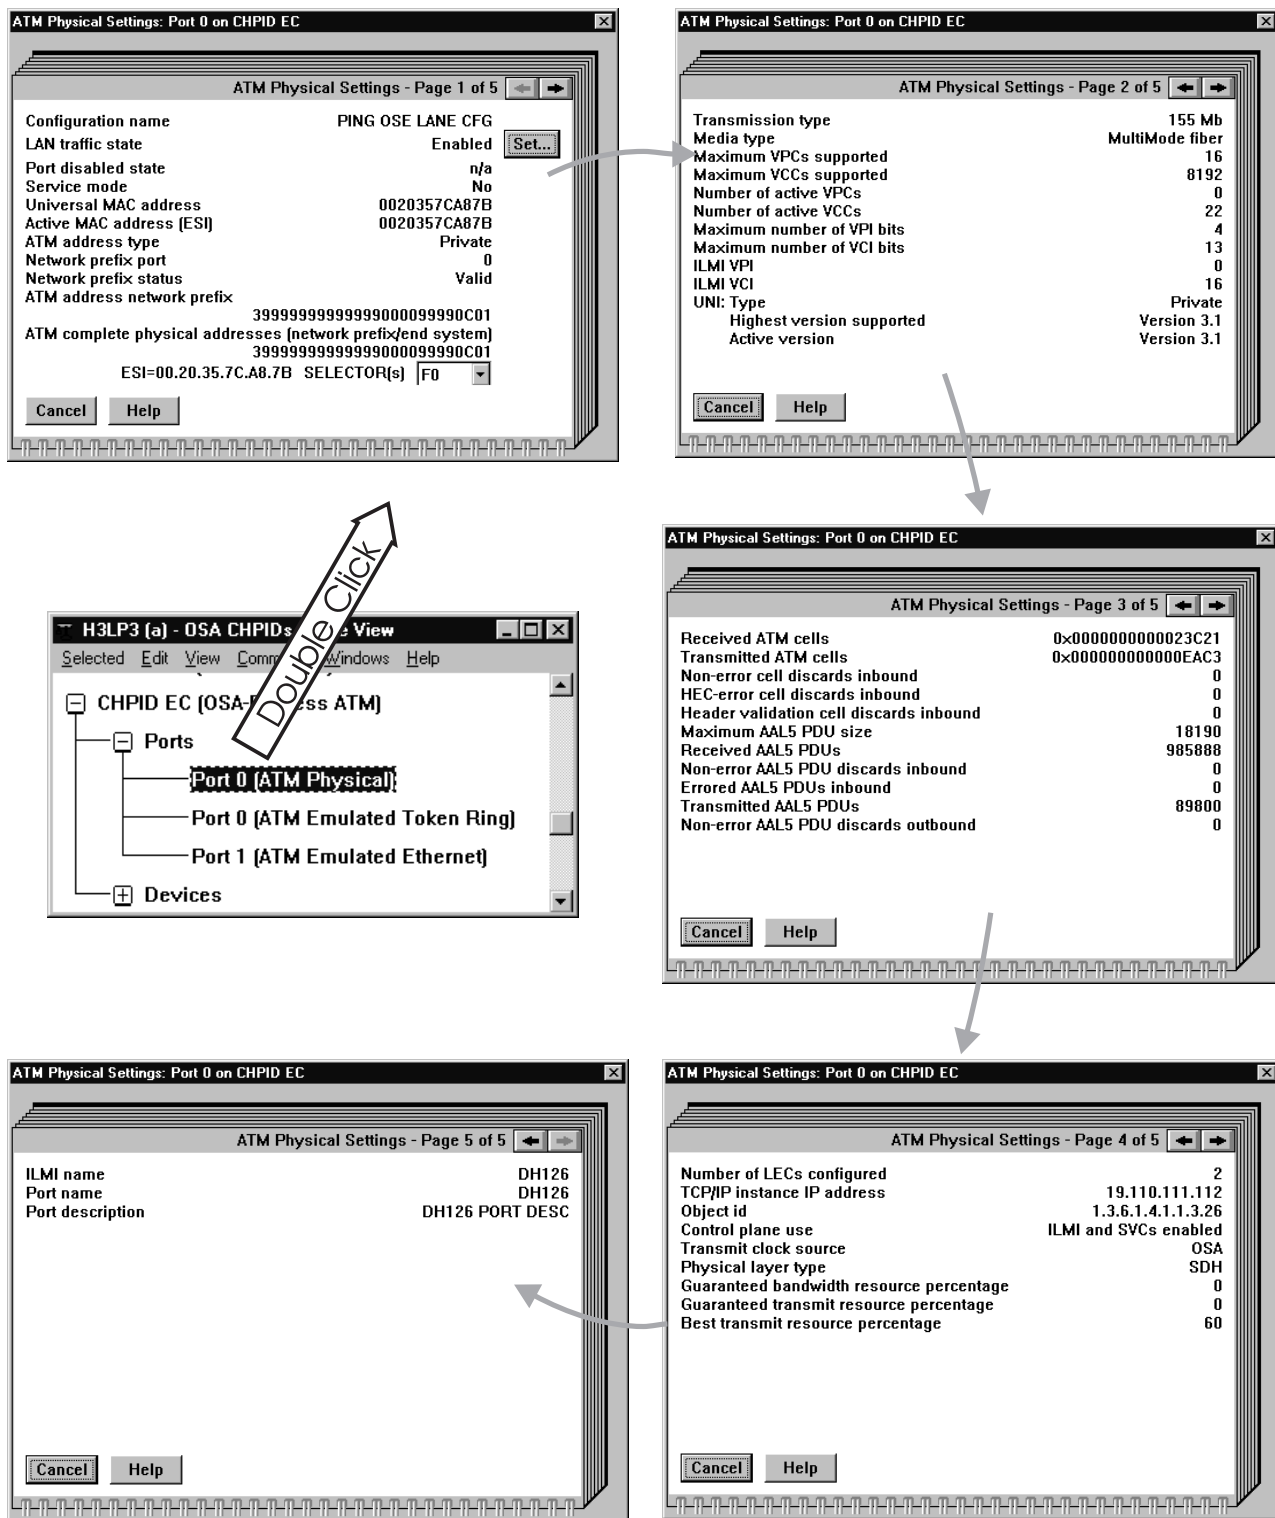 ATM Physical Settings: Port 0 on CHPID EC
ATM Physical Settings - Page 1 of 5
Configuration name PING OSE LANE CFG
LAN traffic state Enabled Set...
Port disabled state n/a
Service mode No
Universal MAC address 0020357CA87B
Active MAC address (ESI) 0020357CA87B
ATM address type Private
Network prefix port 0
Network prefix status Valid
ATM address network prefix
39999999999999000099990C01
ATM complete physical addresses (network prefix/end system)
39999999999999000099990C01
ESI=00.20.35.7C.A8.7B SELECTOR(s) F0
Cancel Help
ATM Physical Settings: Port 0 on CHPID EC
ATM Physical Settings - Page 2 of 5
Transmission type 155 Mb
Media type MultiMode fiber
Maximum VPCs supported 16
Maximum VCCs supported 8192
Number of active VPCs 0
Number of active VCCs 22
Maximum number of VPI bits 4
Maximum number of VCI bits 13
ILMI VPI 0
ILMI VCI 16
UNI: Type Private
Highest version supported Version 3.1
Active version Version 3.1
Cancel Help
Double Click
H3LP3 (a) - OSA CHPIDs e View
Selected Edit View Comm Windows Help
CHPID EC (OSA-E ess ATM)
Ports
Port 0 (ATM Physical)
Port 0 (ATM Emulated Token Ring)
Port 1 (ATM Emulated Ethernet)
Devices
ATM Physical Settings: Port 0 on CHPID EC
ATM Physical Settings - Page 3 of 5
Received ATM cells 0x0000000000023C21
Transmitted ATM cells 0x000000000000EAC3
Non-error cell discards inbound 0
HEC-error cell discards inbound 0
Header validation cell discards inbound 0
Maximum AAL5 PDU size 18190
Received AAL5 PDUs 985888
Non-error AAL5 PDU discards inbound 0
Errored AAL5 PDUs inbound 0
Transmitted AAL5 PDUs 89800
Non-error AAL5 PDU discards outbound 0
Cancel Help
ATM Physical Settings: Port 0 on CHPID EC
ATM Physical Settings - Page 4 of 5
Number of LECs configured 2
TCP/IP instance IP address 19.110.111.112
Object id 1.3.6.1.4.1.1.3.26
Control plane use ILMI and SVCs enabled
Transmit clock source OSA
Physical layer type SDH
Guaranteed bandwidth resource percentage 0
Guaranteed transmit resource percentage 0
Best transmit resource percentage 60
Cancel Help
ATM Physical Settings: Port 0 on CHPID EC
ATM Physical Settings - Page 5 of 5
ILMI name DH126
Port name DH126
Port description DH126 PORT DESC
Cancel Help